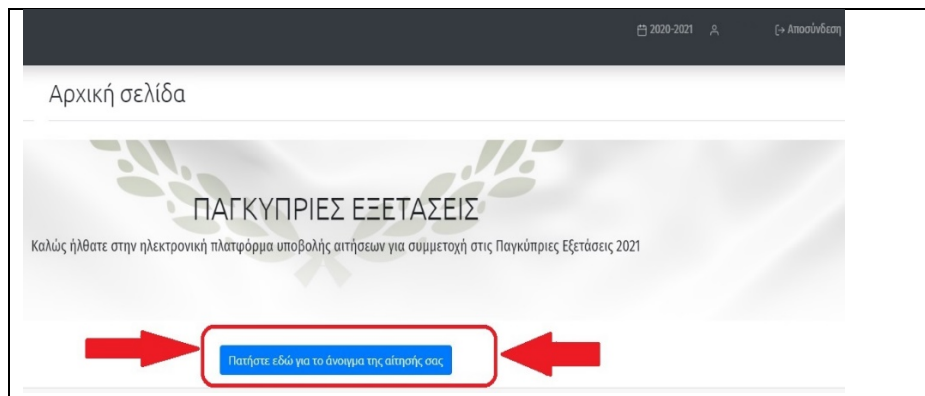 2020-2021 Αποσύνδεση
Αρχική σελίδα
ΠΑΓΚΥΠΡΙΕΣ ΕΞΕΤΑΣΕΙΣ
Καλώς ήλθατε στην ηλεκτρονική πλατφόρμα υποβολής αιτήσεων για συμμετοχή στις Παγκύπριες Εξετάσεις 2021
Πατήστε εδώ για το άνοιγμα της αίτησής σας